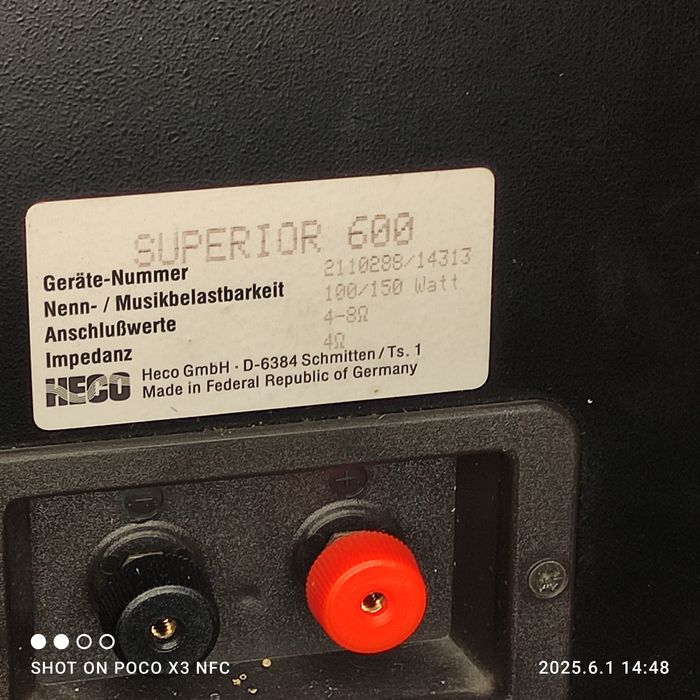 SUPERIOR 600
Geräte-Nummer 2110288/14313
Nenn- / Musikbelastbarkeit 100/150 Watt
Anschlußwerte 4-8Ω
Impedanz 4Ω
HECO Heco GmbH · D-6384 Schmitten / Ts. 1
Made in Federal Republic of Germany
- +
SHOT ON POCO X3 NFC 2025.6.1 14:48